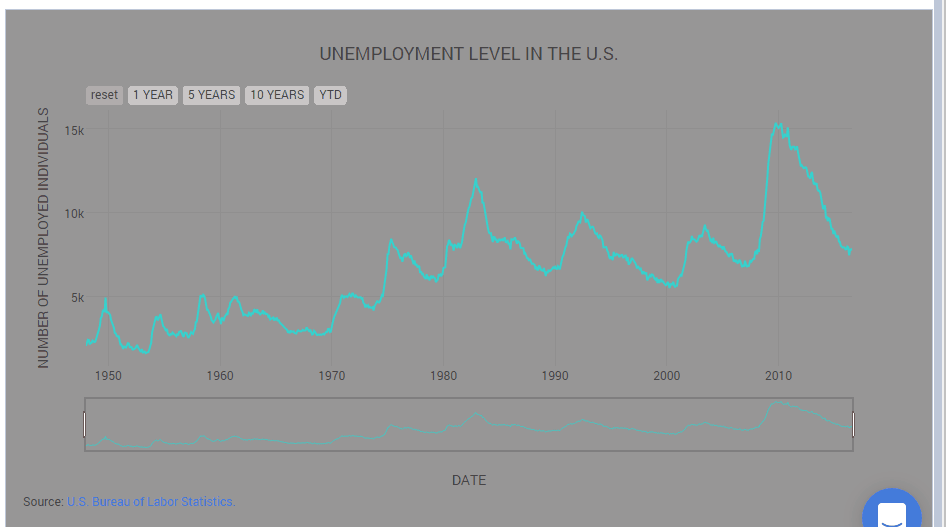 UNEMPLOYMENT LEVEL IN THE U.S.
reset 1 YEAR 5 YEARS 10 YEARS YTD
NUMBER OF UNEMPLOYED INDIVIDUALS
15k
10k
5k
1950 1960 1970 1980 1990 2000 2010
DATE
Source: U.S. Bureau of Labor Statistics.